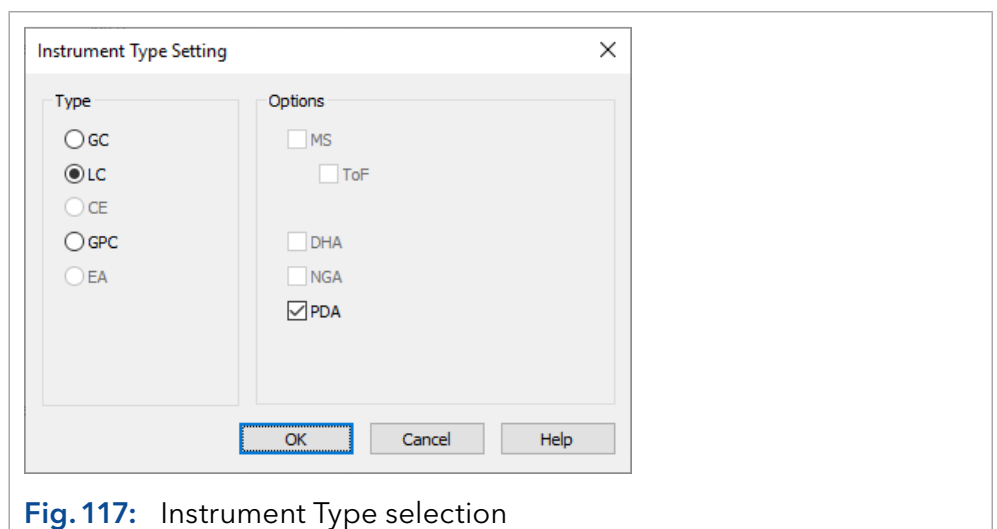 Instrument Type Setting
Type
GC
LC
CE
GPC
EA
Options
MS
ToF
DHA
NGA
PDA
OK Cancel Help
Fig. 117: Instrument Type selection